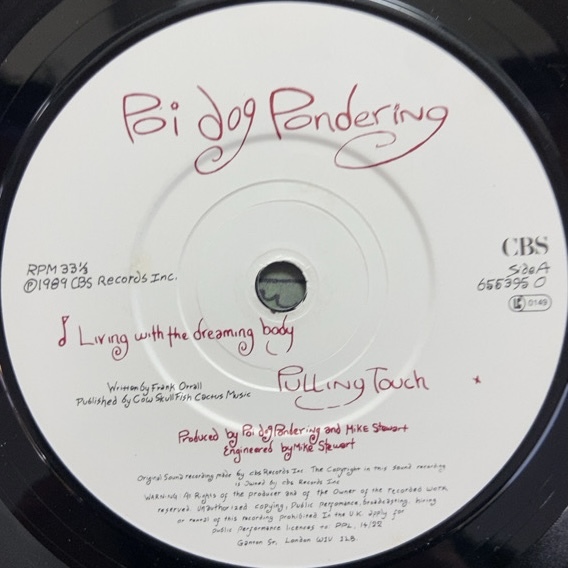 Poi dog Pondering
CBS
RPM 33⅓
Side A
℗1989 CBS Records Inc.
655395 0
LC 0149
Living with the dreaming body
Pulling Touch
Written by Frank Orrall
Published by Cow Skull Fish Cactus Music
Produced by Poi dog Pondering and Mike Stewart
Engineered by Mike Stewart
Original Sound recording made by cbs Records Inc. The Copyright in this sound recording
is Owned by cbs Records Inc
WARNING: All Rights of the producer and of the Owner of the recorded work
reserved. Unauthorized copying, Public performance, broadcasting, hiring
or rental of this recording prohibited. In the U.K. apply for
public performance licences to PPL, 14/22
Ganton St, London W1V 1LB.